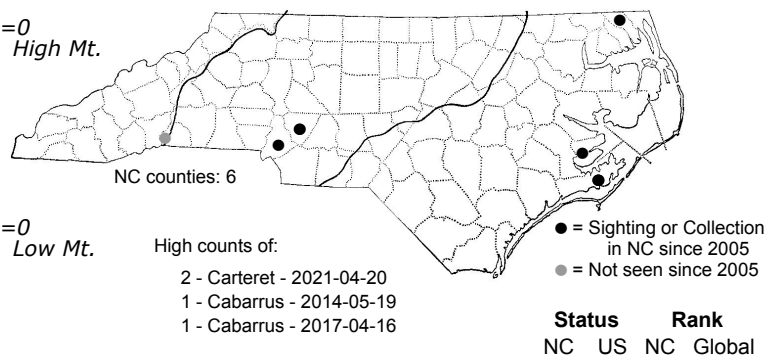 =0
High Mt.
NC counties: 6
=0
Low Mt.
High counts of:
2 - Carteret - 2021-04-20
1 - Cabarrus - 2014-05-19
1 - Cabarrus - 2017-04-16
● = Sighting or Collection
in NC since 2005
● = Not seen since 2005
Status Rank
NC US NC Global